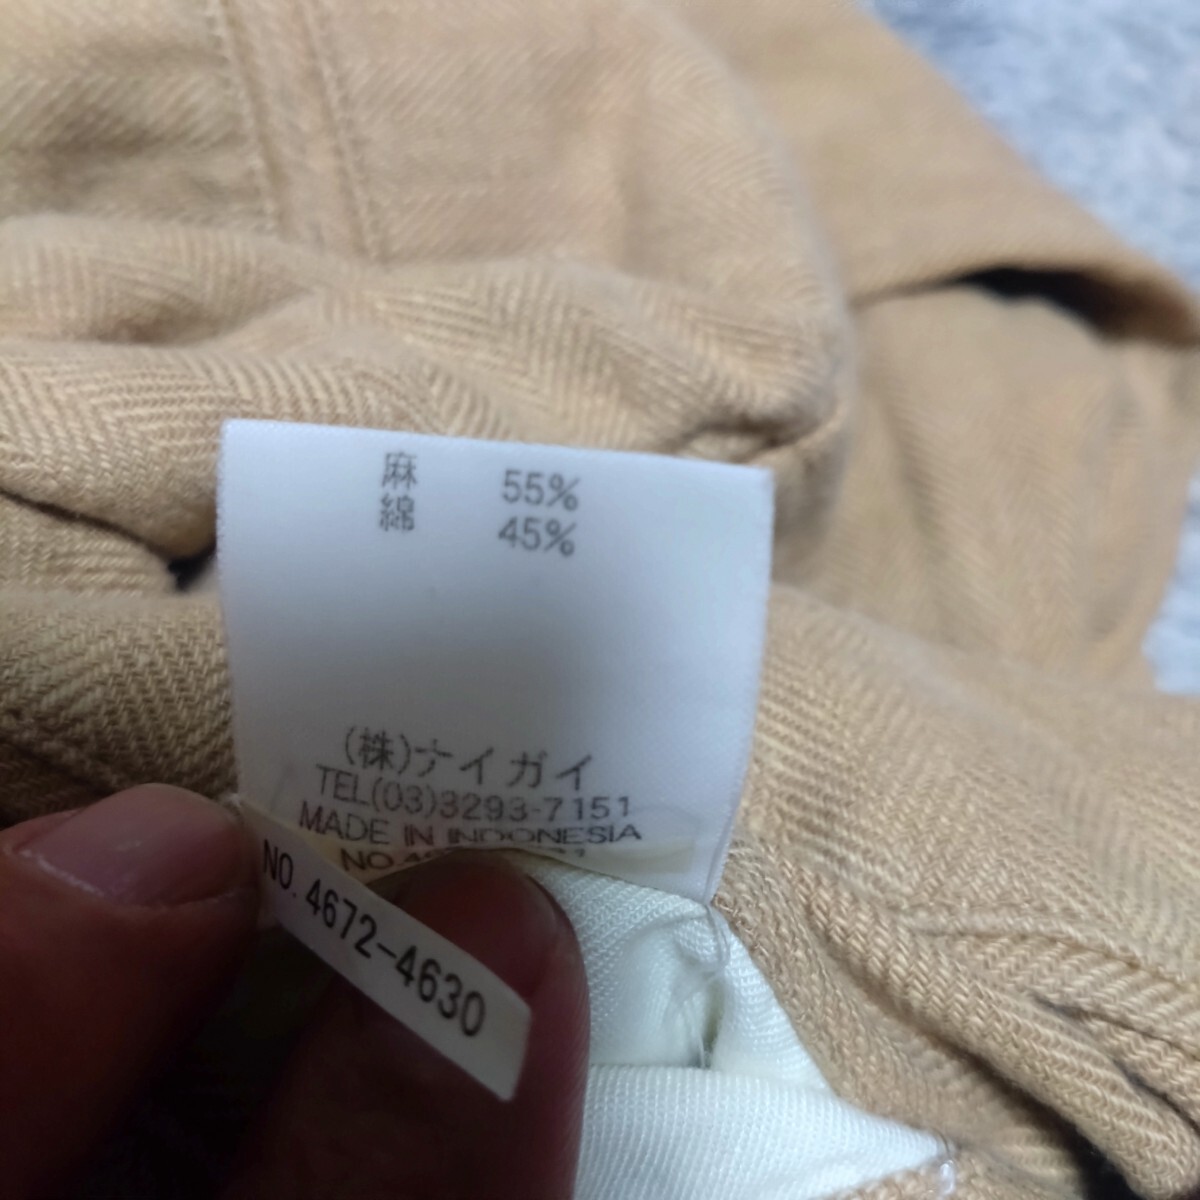 麻 55%
綿 45%
(株)ナイガイ
TEL(03)3293-7151
MADE IN INDONESIA
NO.
NO. 4672-4630